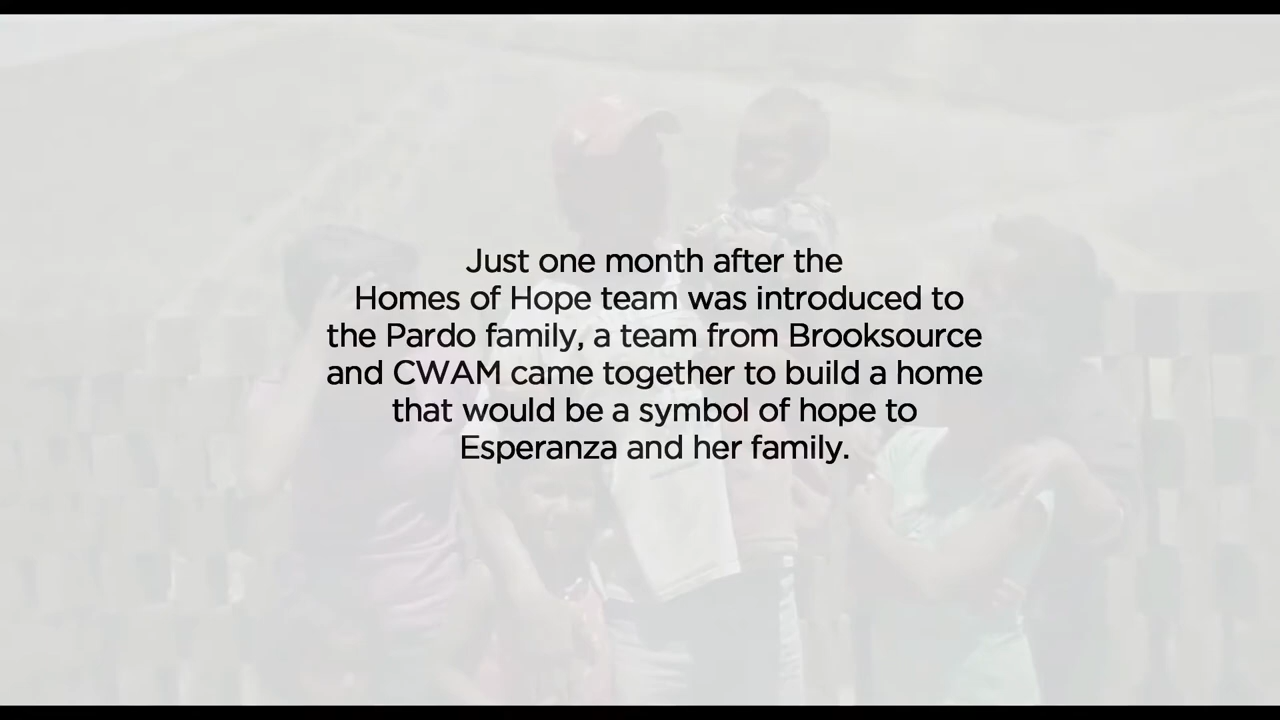 Just one month after the
Homes of Hope team was introduced to
the Pardo family, a team from Brooksource
and CWAM came together to build a home
that would be a symbol of hope to
Esperanza and her family.